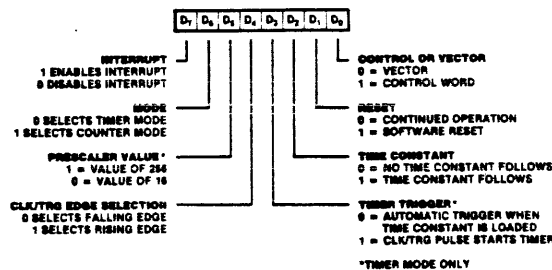 D7 D6 D5 D4 D3 D2 D1 D0
INTERRUPT
1 ENABLES INTERRUPT
0 DISABLES INTERRUPT
MODE
0 SELECTS TIMER MODE
1 SELECTS COUNTER MODE
PRESCALER VALUE*
1 = VALUE OF 256
0 = VALUE OF 16
CLK/TRG EDGE SELECTION
0 SELECTS FALLING EDGE
1 SELECTS RISING EDGE
CONTROL OR VECTOR
0 = VECTOR
1 = CONTROL WORD
RESET
0 = CONTINUED OPERATION
1 = SOFTWARE RESET
TIME CONSTANT
0 = NO TIME CONSTANT FOLLOWS
1 = TIME CONSTANT FOLLOWS
TIMER TRIGGER*
0 = AUTOMATIC TRIGGER WHEN
TIME CONSTANT IS LOADED
1 = CLK/TRG PULSE STARTS TIMER
*TIMER MODE ONLY